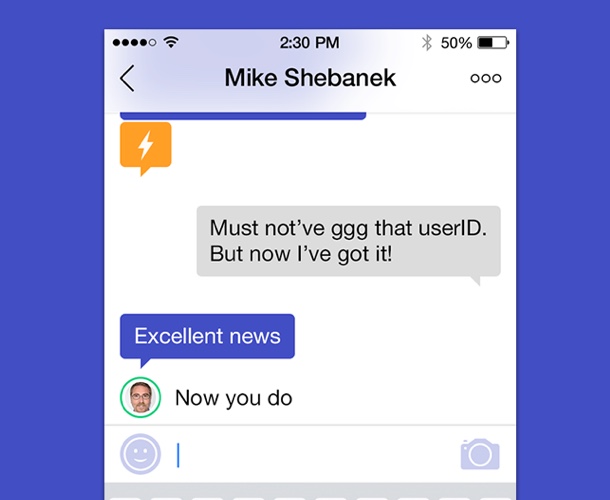 2:30 PM 50%
Mike Shebanek
Must not've ggg that userID.
But now I've got it!
Excellent news
Now you do